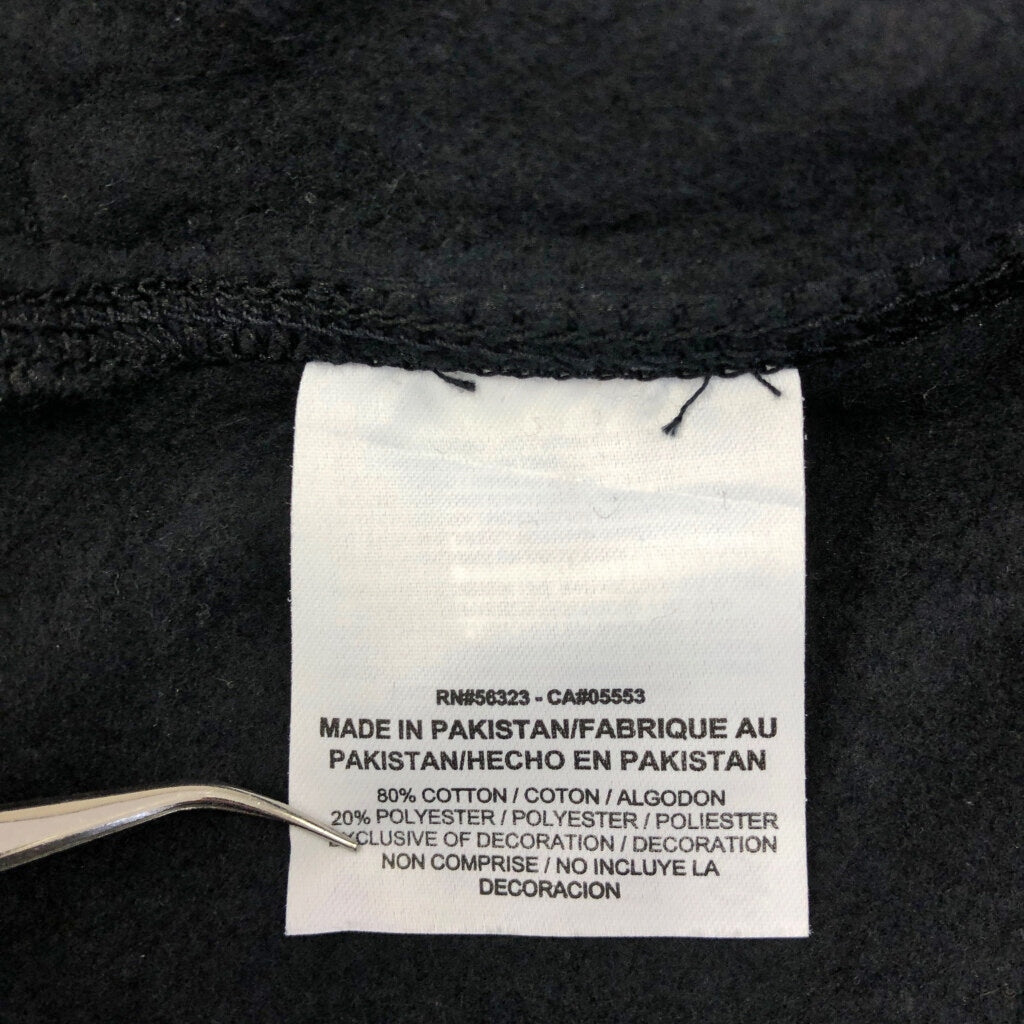 RN#56323 - CA#05553
MADE IN PAKISTAN/FABRIQUE AU
PAKISTAN/HECHO EN PAKISTAN
80% COTTON / COTON / ALGODON
20% POLYESTER / POLYESTER / POLIESTER
EXCLUSIVE OF DECORATION / DECORATION
NON COMPRISE / NO INCLUYE LA
DECORACION